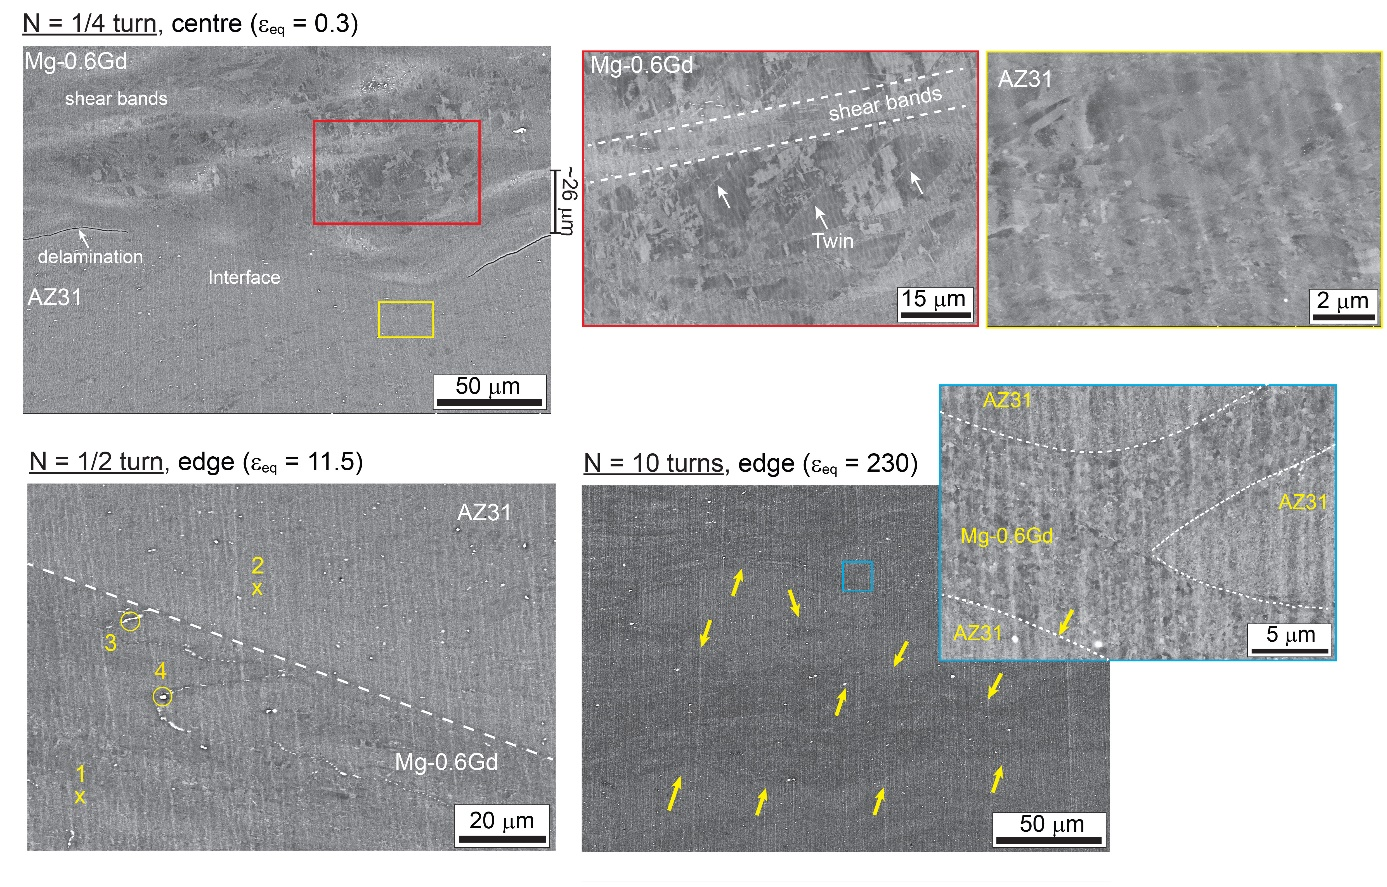 N = 1/4 turn, centre (εeq = 0.3)
Mg-0.6Gd
shear bands
delamination
Interface
AZ31
50 μm
~26 μm
Mg-0.6Gd
shear bands
Twin
15 μm
AZ31
2 μm
N = 1/2 turn, edge (εeq = 11.5)
AZ31
2
x
3
4
1
x
Mg-0.6Gd
20 μm
N = 10 turns, edge (εeq = 230)
50 μm
AZ31
AZ31
Mg-0.6Gd
AZ31
5 μm